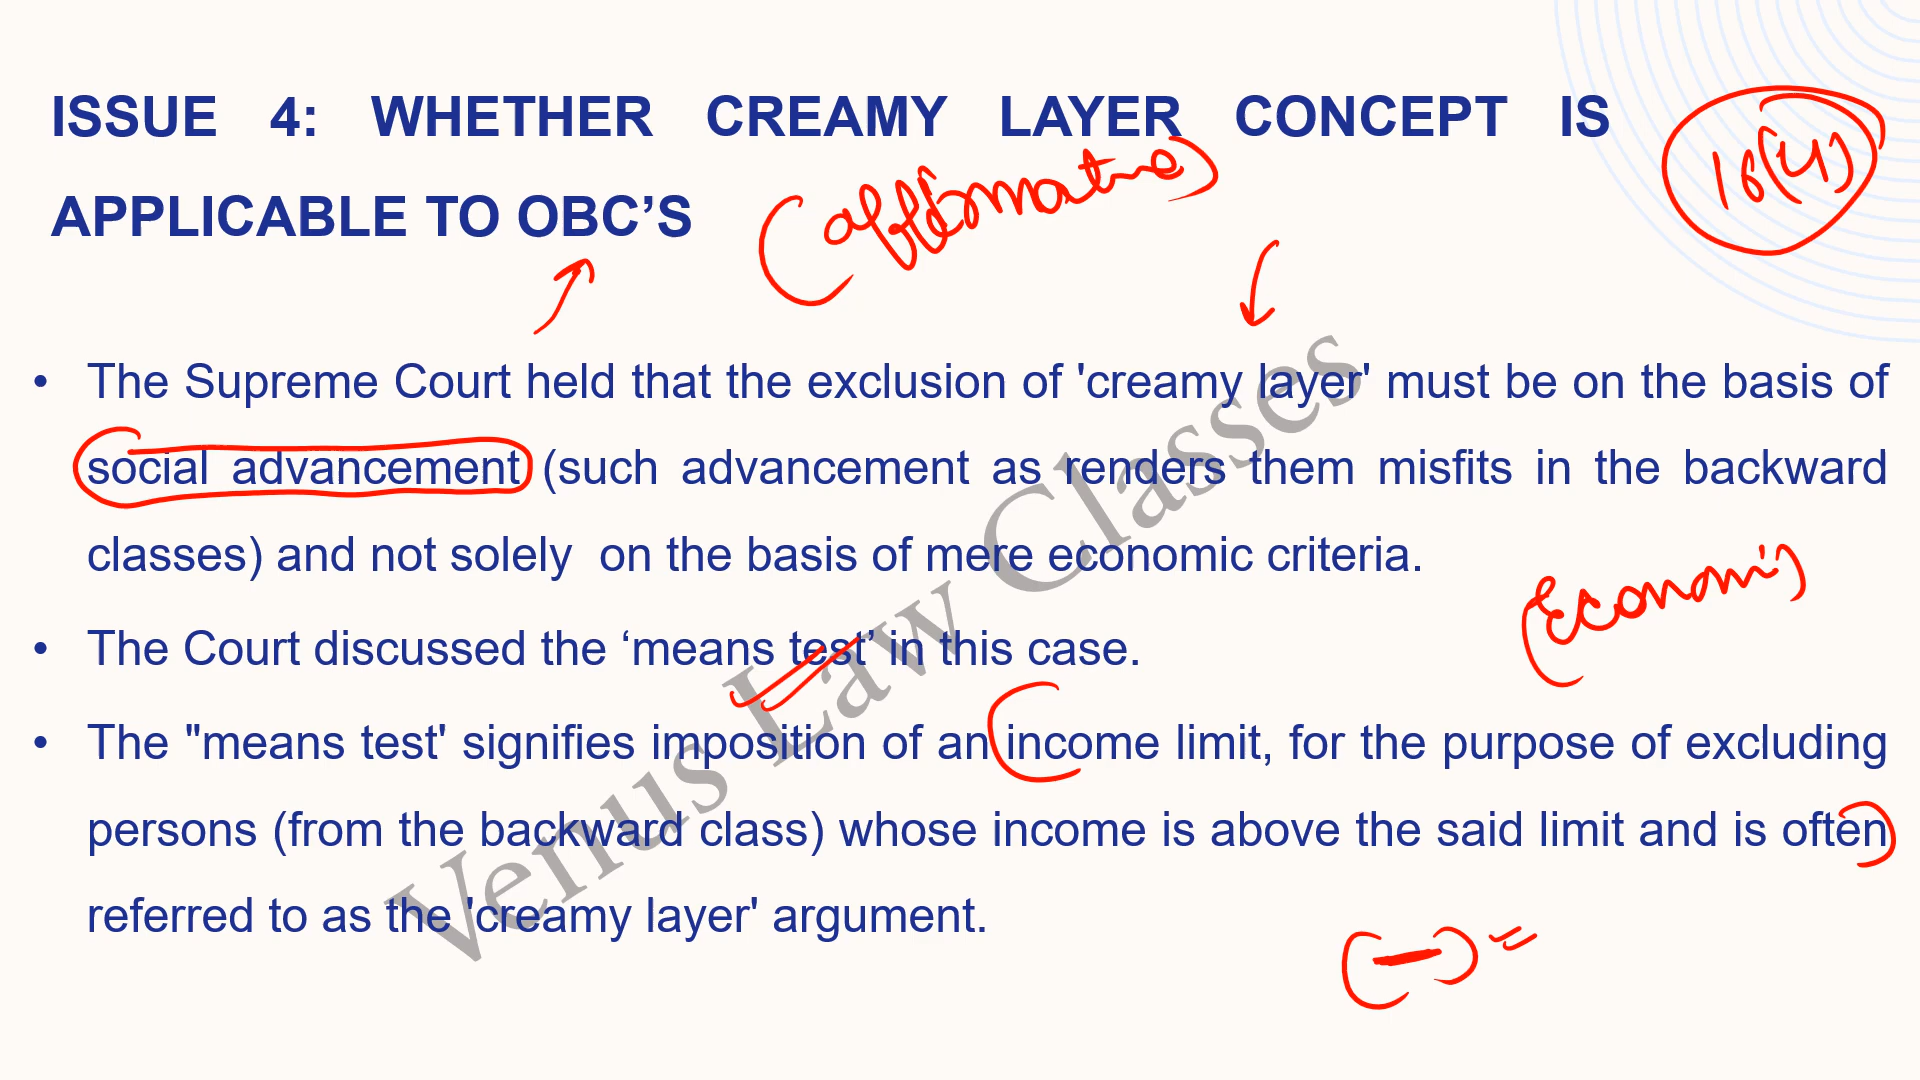 ISSUE 4: WHETHER CREAMY LAYER CONCEPT IS
16(4)
APPLICABLE TO OBC’S
(affirmative)
• The Supreme Court held that the exclusion of 'creamy layer' must be on the basis of
social advancement (such advancement as renders them misfits in the backward
classes) and not solely on the basis of mere economic criteria.
(Economic)
• The Court discussed the ‘means test’ in this case.
• The "means test' signifies imposition of an income limit, for the purpose of excluding
persons (from the backward class) whose income is above the said limit and is often
referred to as the 'creamy layer' argument.
Venus Law Classes